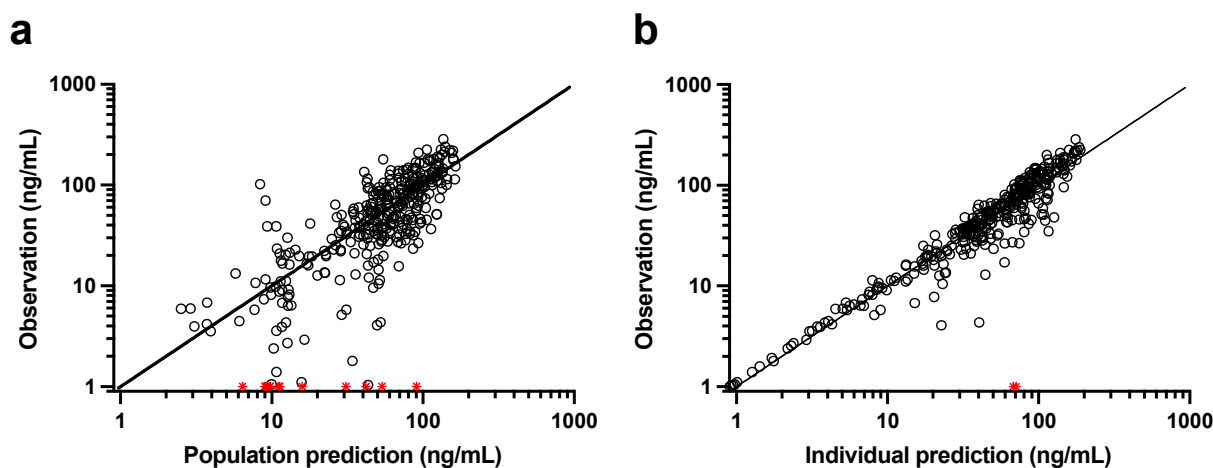 a
1000
100
10
1
Observation (ng/mL)
1 10 100 1000
Population prediction (ng/mL)
b
1000
100
10
1
Observation (ng/mL)
1 10 100 1000
Individual prediction (ng/mL)